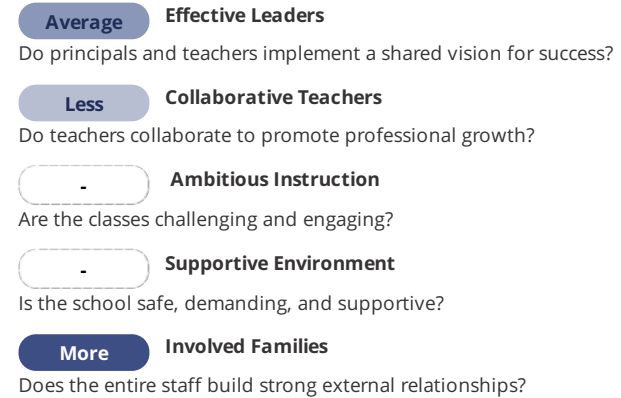 Average Effective Leaders
Do principals and teachers implement a shared vision for success?
Less Collaborative Teachers
Do teachers collaborate to promote professional growth?
- Ambitious Instruction
Are the classes challenging and engaging?
- Supportive Environment
Is the school safe, demanding, and supportive?
More Involved Families
Does the entire staff build strong external relationships?